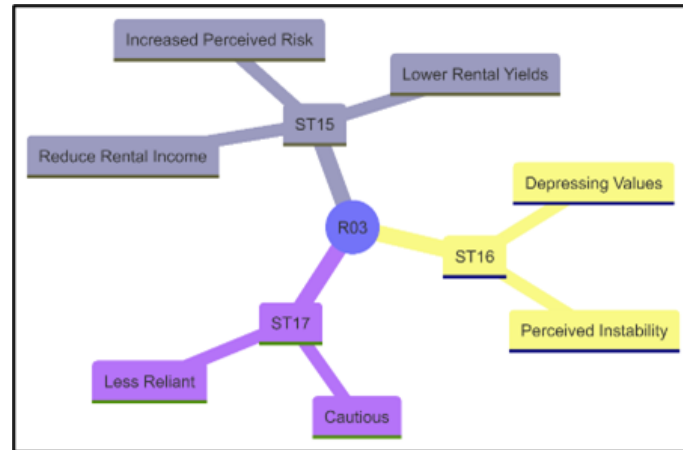 Increased Perceived Risk
Lower Rental Yields
ST15
Reduce Rental Income
Depressing Values
R03
ST16
ST17
Perceived Instability
Less Reliant
Cautious